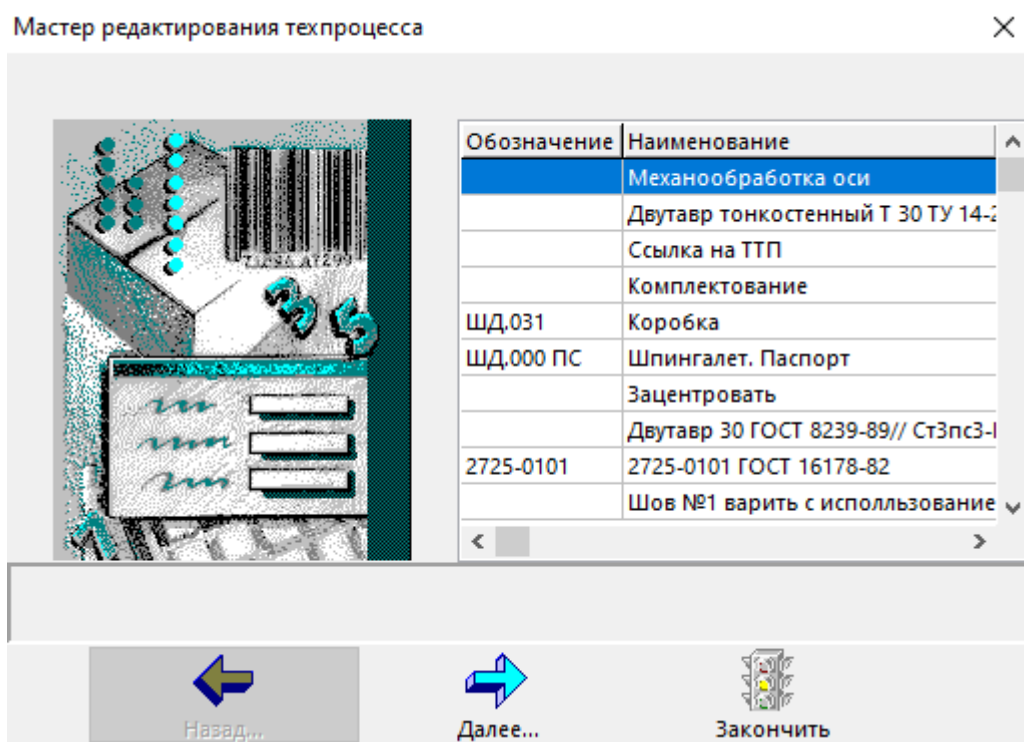 Мастер редактирования техпроцесса
Обозначение Наименование
Механообработка оси
Двутавр тонкостенный Т 30 ТУ 14-2
Ссылка на ТТП
Комплектование
ШД.031 Коробка
ШД.000 ПС Шпингалет. Паспорт
Зацентровать
Двутавр 30 ГОСТ 8239-89// Ст3пс3-
2725-0101 2725-0101 ГОСТ 16178-82
Шов №1 варить с исполльзование
Назад...
Далее...
Закончить